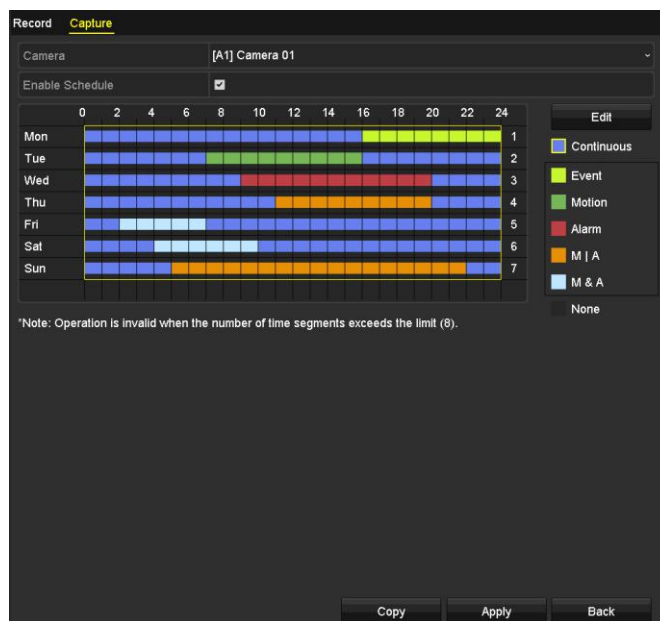 Record Capture
Camera [A1] Camera 01
Enable Schedule
0 2 4 6 8 10 12 14 16 18 20 22 24
Edit
Mon 1
Continuous
Tue 2
Event
Wed 3
Motion
Thu 4
Alarm
Fri 5
M | A
Sat 6
M & A
Sun 7
None
*Note: Operation is invalid when the number of time segments exceeds the limit (8).
Copy Apply Back